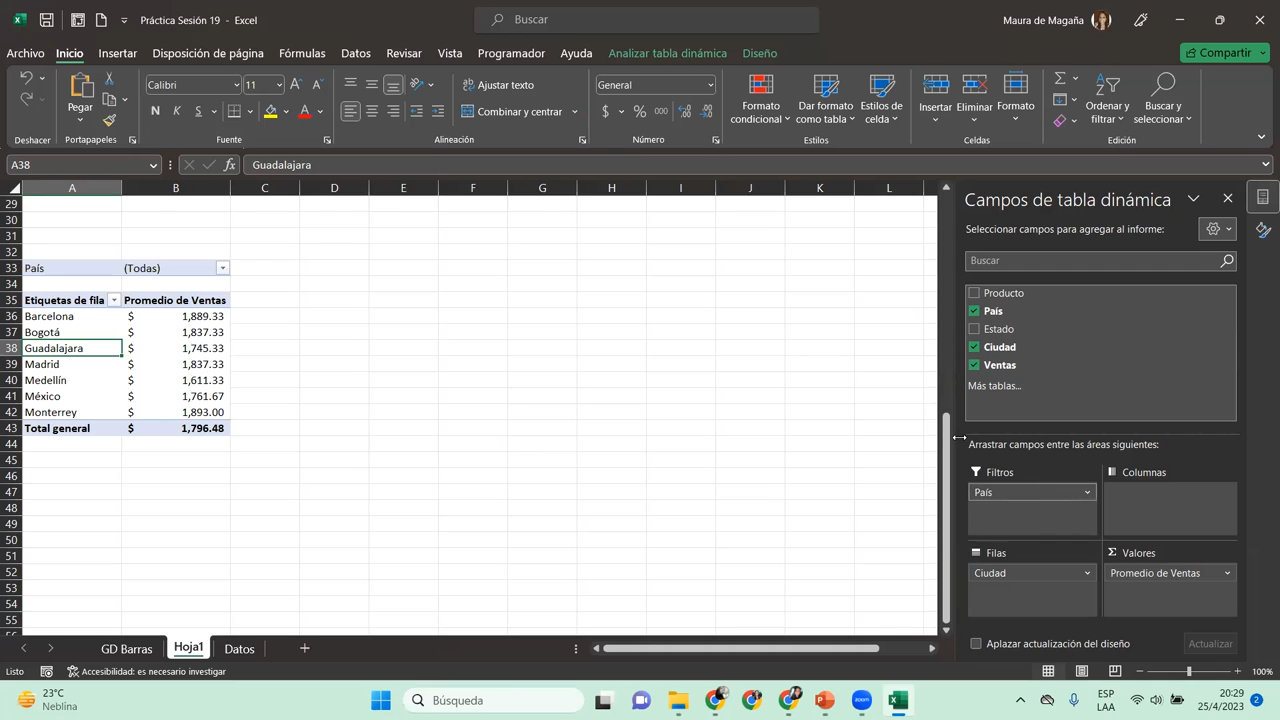 Práctica Sesión 19 - Excel
Buscar
Maura de Magaña
Archivo Inicio Insertar Disposición de página Fórmulas Datos Revisar Vista Programador Ayuda Analizar tabla dinámica Diseño
Compartir
Pegar
Calibri 11
Ajustar texto
General
N K S
Combinar y centrar
$ % 000
Formato condicional
Dar formato como tabla
Estilos de celda
Insertar
Eliminar
Formato
Ordenar y filtrar
Buscar y seleccionar
Deshacer Portapapeles Fuente Alineación Número Estilos Celdas Edición
A38 fx Guadalajara
A B C D E F G H I J K L
29
30
31
32
33 País (Todas)
34
35 Etiquetas de fila Promedio de Ventas
36 Barcelona $ 1,889.33
37 Bogotá $ 1,837.33
38 Guadalajara $ 1,745.33
39 Madrid $ 1,837.33
40 Medellín $ 1,611.33
41 México $ 1,761.67
42 Monterrey $ 1,893.00
43 Total general $ 1,796.48
44
45
46
47
48
49
50
51
52
53
54
55
Campos de tabla dinámica
Seleccionar campos para agregar al informe:
Buscar
Producto
País
Estado
Ciudad
Ventas
Más tablas...
Arrastrar campos entre las áreas siguientes:
Filtros Columnas
País
Filas Σ Valores
Ciudad Promedio de Ventas
Aplazar actualización del diseño Actualizar
GD Barras Hoja1 Datos
Listo Accesibilidad: es necesario investigar 100%
23°C
Neblina
Búsqueda
ESP
LAA
20:29
25/4/2023
2